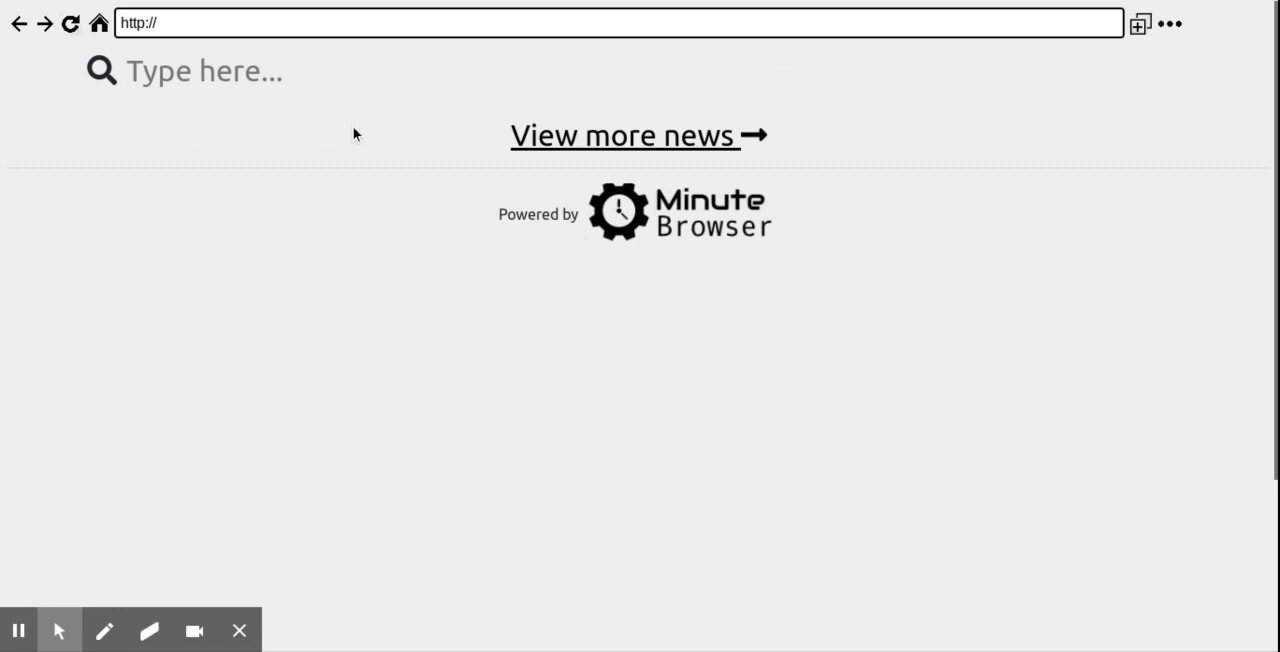 http://
Type here...
View more news
Powered by
Minute
Browser